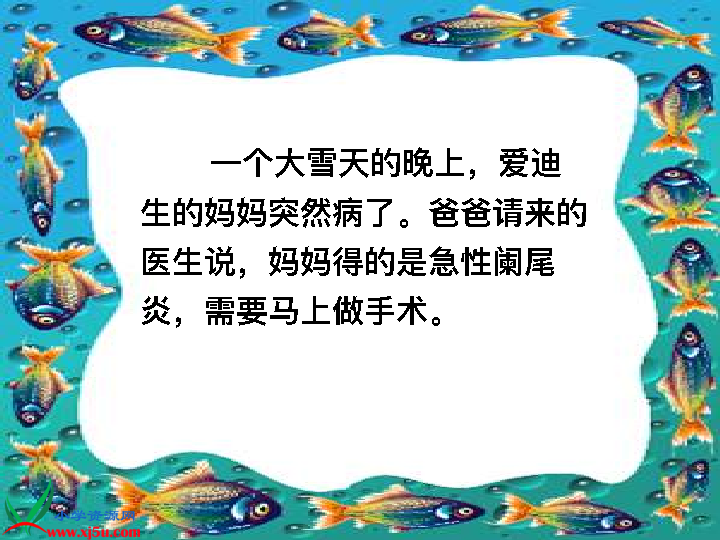 一个大雪天的晚上，爱迪
生的妈妈突然病了。爸爸请来的
医生说，妈妈得的是急性阑尾
炎，需要马上做手术。
www.xj5u.com